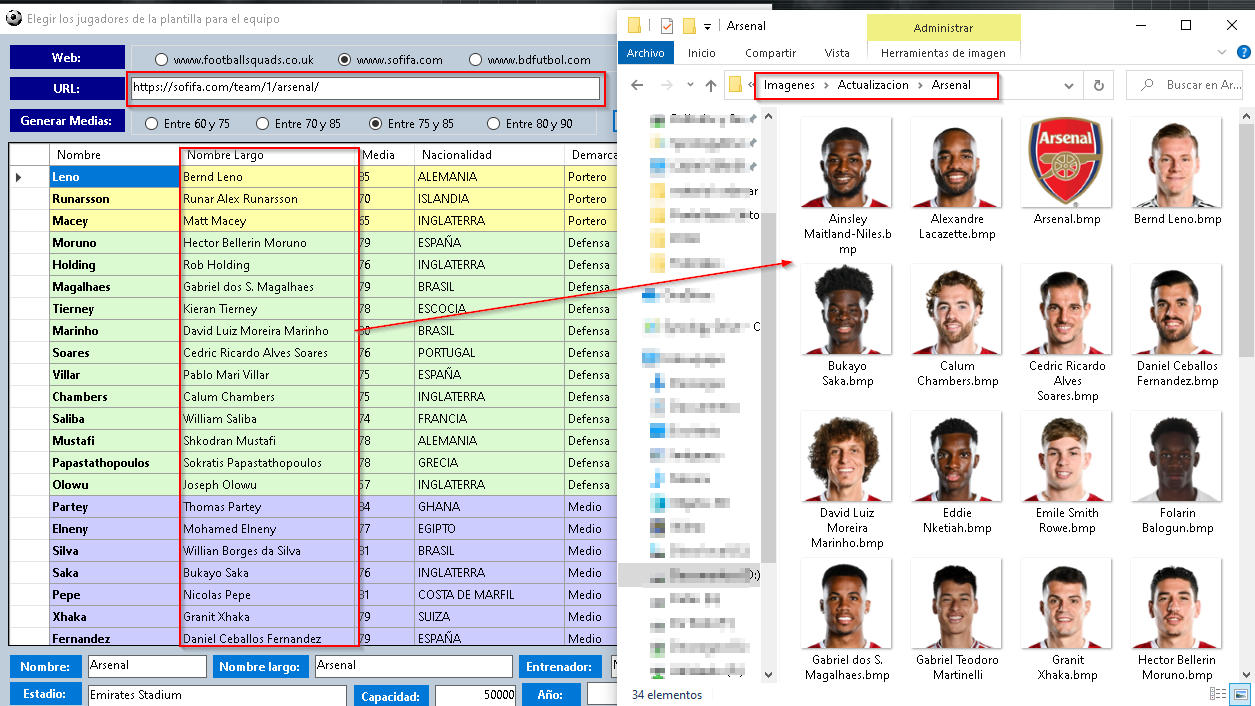 Elegir los jugadores de la plantilla para el equipo
Web:
www.footballsquads.co.uk
www.sofifa.com
www.bdfutbol.com
URL:
https://sofifa.com/team/1/arsenal/
Generar Medias:
Entre 60 y 75
Entre 70 y 85
Entre 75 y 85
Entre 80 y 90
Nombre Nombre Largo Media Nacionalidad Demarca
Leno Bernd Leno 85 ALEMANIA Portero
Runarsson Runar Alex Runarsson 70 ISLANDIA Portero
Macey Matt Macey 65 INGLATERRA Portero
Moruno Hector Bellerin Moruno 79 ESPAÑA Defensa
Holding Rob Holding 76 INGLATERRA Defensa
Magalhaes Gabriel dos S. Magalhaes 79 BRASIL Defensa
Tierney Kieran Tierney 78 ESCOCIA Defensa
Marinho David Luiz Moreira Marinho 80 BRASIL Defensa
Soares Cedric Ricardo Alves Soares 76 PORTUGAL Defensa
Villar Pablo Mari Villar 75 ESPAÑA Defensa
Chambers Calum Chambers 75 INGLATERRA Defensa
Saliba William Saliba 74 FRANCIA Defensa
Mustafi Shkodran Mustafi 78 ALEMANIA Defensa
Papastathopoulos Sokratis Papastathopoulos 78 GRECIA Defensa
Olowu Joseph Olowu 57 INGLATERRA Defensa
Partey Thomas Partey 84 GHANA Medio
Elneny Mohamed Elneny 77 EGIPTO Medio
Silva Willian Borges da Silva 81 BRASIL Medio
Saka Bukayo Saka 76 INGLATERRA Medio
Pepe Nicolas Pepe 81 COSTA DE MARFIL Medio
Xhaka Granit Xhaka 79 SUIZA Medio
Fernandez Daniel Ceballos Fernandez 79 ESPAÑA Medio
Nombre: Arsenal Nombre largo: Arsenal Entrenador:
Estadio: Emirates Stadium Capacidad: 50000 Año:
Arsenal
Administrar
Archivo Inicio Compartir Vista Herramientas de imagen
Imagenes Actualizacion Arsenal
Buscar en Ar...
Arsenal
Ainsley
Maitland-Niles.b
mp
Alexandre
Lacazette.bmp
Arsenal.bmp
Bernd Leno.bmp
Bukayo
Saka.bmp
Calum
Chambers.bmp
Cedric Ricardo
Alves
Soares.bmp
Daniel Ceballos
Fernandez.bmp
David Luiz
Moreira
Marinho.bmp
Eddie
Nketiah.bmp
Emile Smith
Rowe.bmp
Folarin
Balogun.bmp
Gabriel dos S.
Magalhaes.bmp
Gabriel Teodoro
Martinelli
Granit
Xhaka.bmp
Hector Bellerin
Moruno.bmp
34 elementos